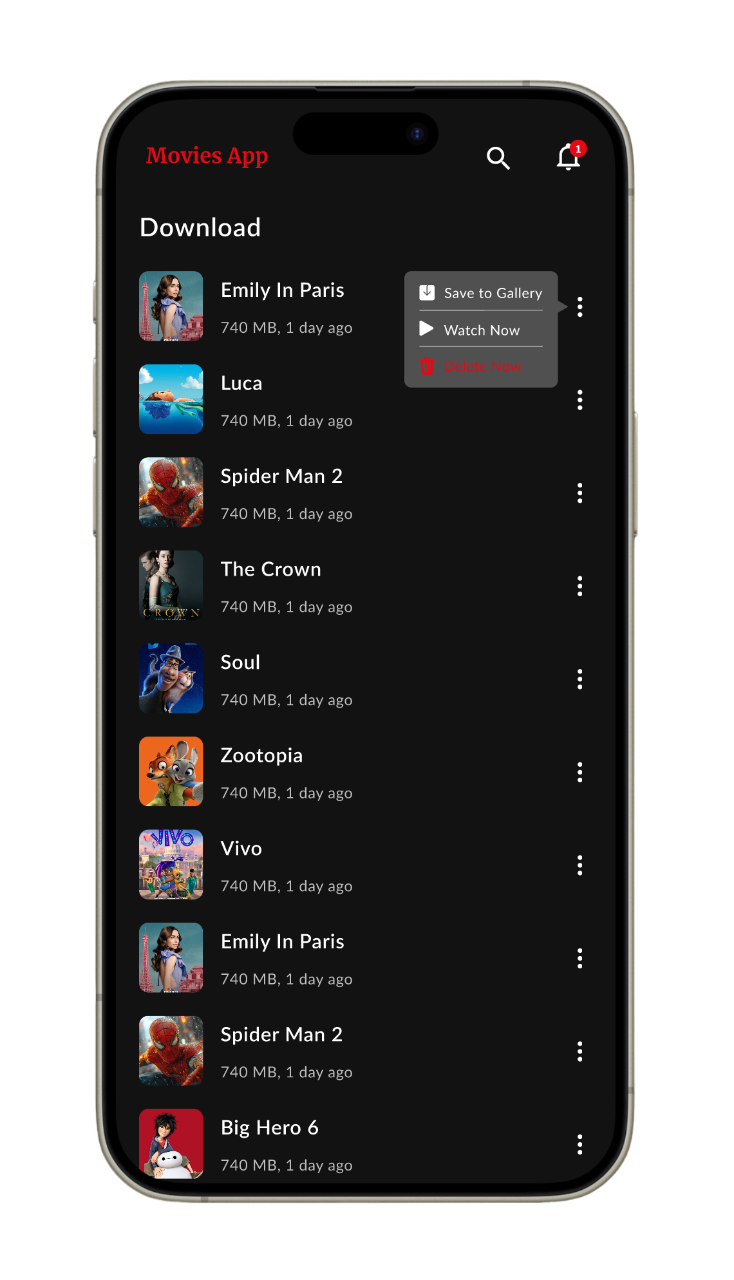 Movies App
1
Download
Emily In Paris
740 MB, 1 day ago
Save to Gallery
Watch Now
Delete Now
Luca
740 MB, 1 day ago
Spider Man 2
740 MB, 1 day ago
The Crown
740 MB, 1 day ago
CROWN
Soul
740 MB, 1 day ago
Zootopia
740 MB, 1 day ago
Vivo
740 MB, 1 day ago
VIVO
Emily In Paris
740 MB, 1 day ago
Spider Man 2
740 MB, 1 day ago
Big Hero 6
740 MB, 1 day ago